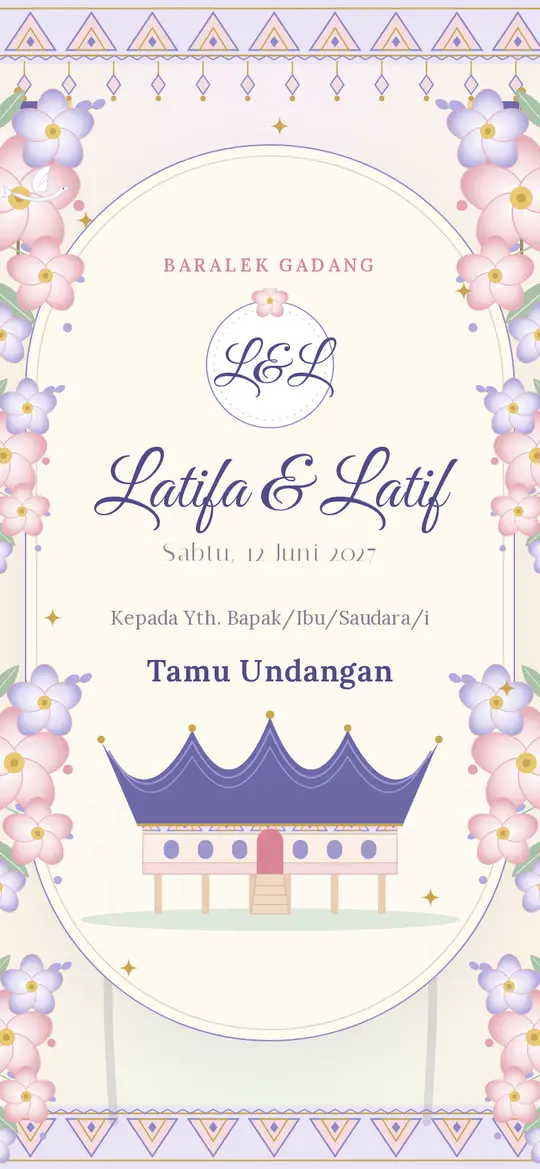 BARALEK GADANG
L&L
Latifa & Latif
Sabtu, 12 Juni 2027
Kepada Yth. Bapak/Ibu/Saudara/i
Tamu Undangan